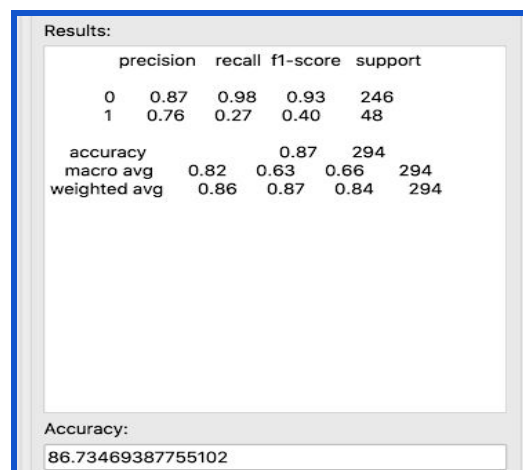 Results:
precision recall f1-score support
0 0.87 0.98 0.93 246
1 0.76 0.27 0.40 48
accuracy 0.87 294
macro avg 0.82 0.63 0.66 294
weighted avg 0.86 0.87 0.84 294
Accuracy:
86.73469387755102